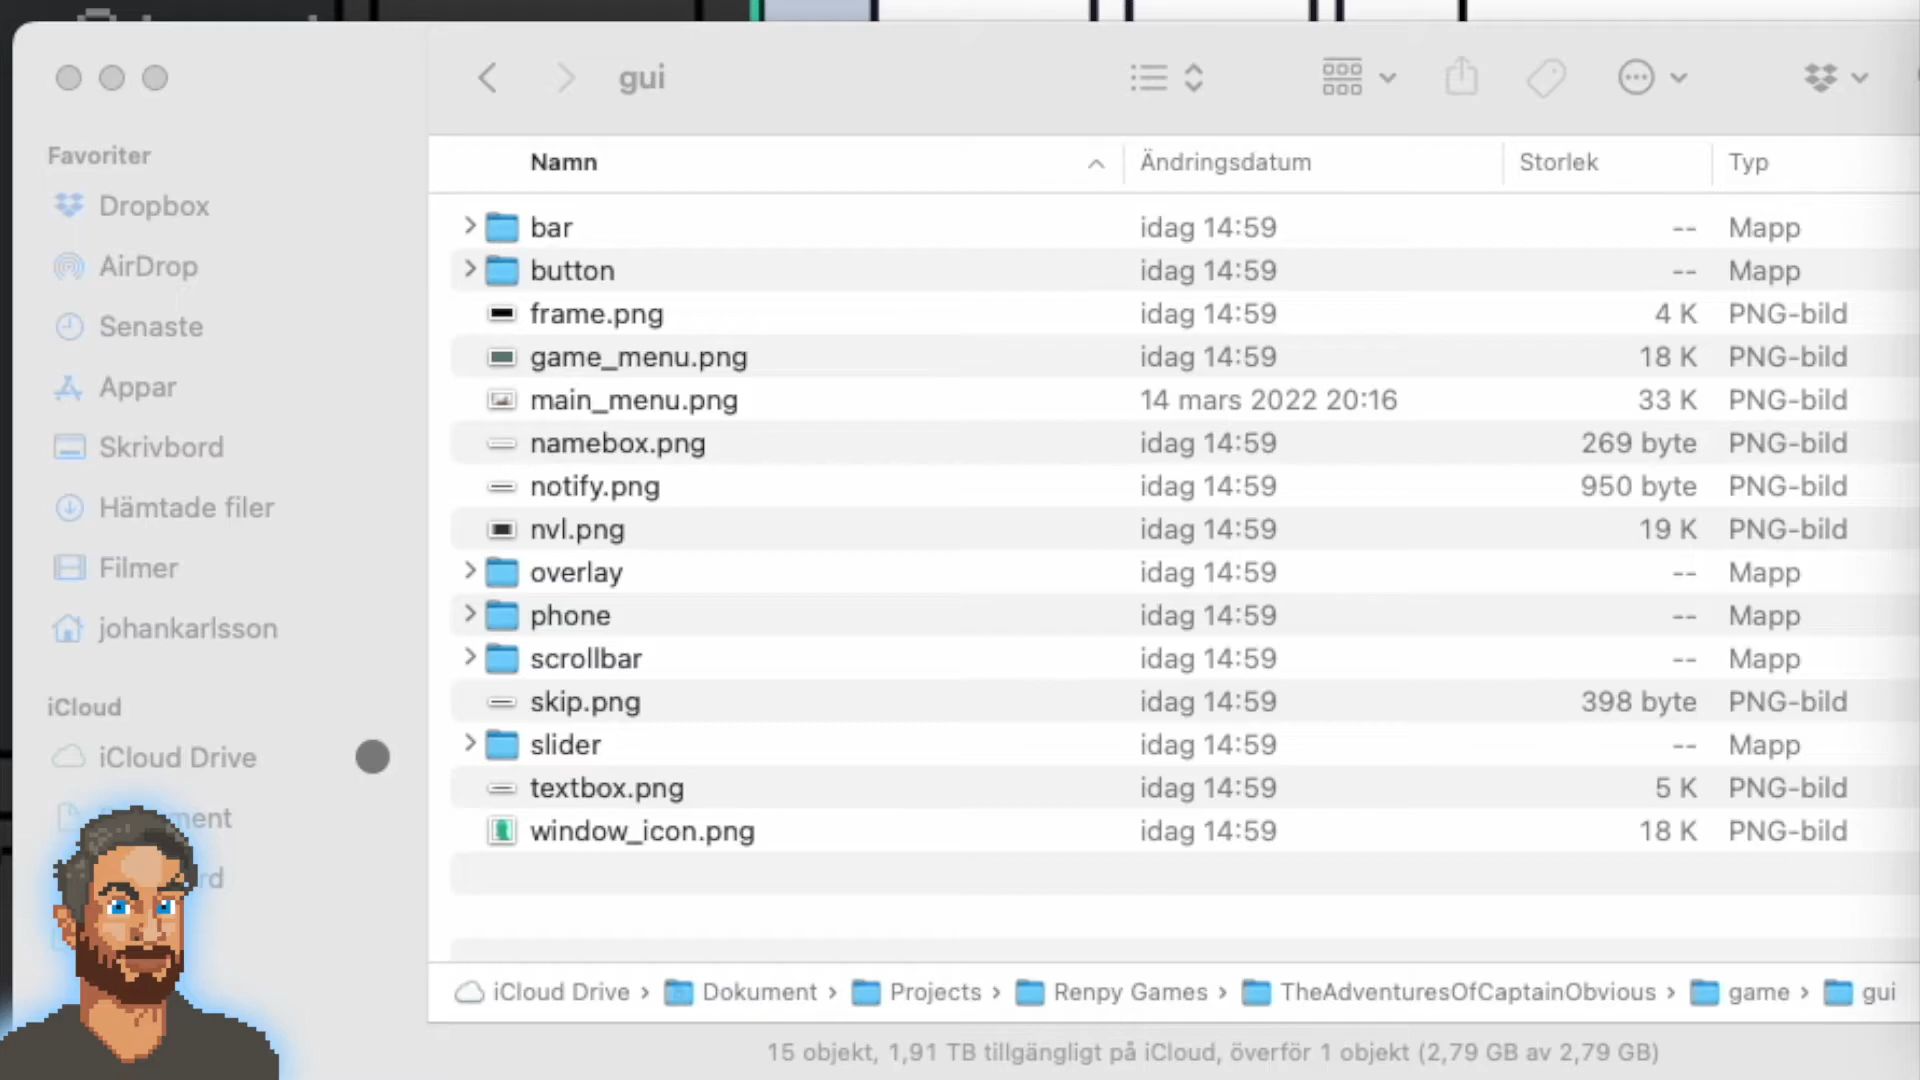 gui
Favoriter
Dropbox
AirDrop
Senaste
Appar
Skrivbord
Hämtade filer
Filmer
johankarlsson
iCloud
iCloud Drive
Namn Ändringsdatum Storlek Typ
bar idag 14:59 -- Mapp
button idag 14:59 -- Mapp
frame.png idag 14:59 4 K PNG-bild
game_menu.png idag 14:59 18 K PNG-bild
main_menu.png 14 mars 2022 20:16 33 K PNG-bild
namebox.png idag 14:59 269 byte PNG-bild
notify.png idag 14:59 950 byte PNG-bild
nvl.png idag 14:59 19 K PNG-bild
overlay idag 14:59 -- Mapp
phone idag 14:59 -- Mapp
scrollbar idag 14:59 -- Mapp
skip.png idag 14:59 398 byte PNG-bild
slider idag 14:59 -- Mapp
textbox.png idag 14:59 5 K PNG-bild
window_icon.png idag 14:59 18 K PNG-bild
iCloud Drive › Dokument › Projects › Renpy Games › TheAdventuresOfCaptainObvious › game › gui
15 objekt, 1,91 TB tillgängligt på iCloud, överför 1 objekt (2,79 GB av 2,79 GB)